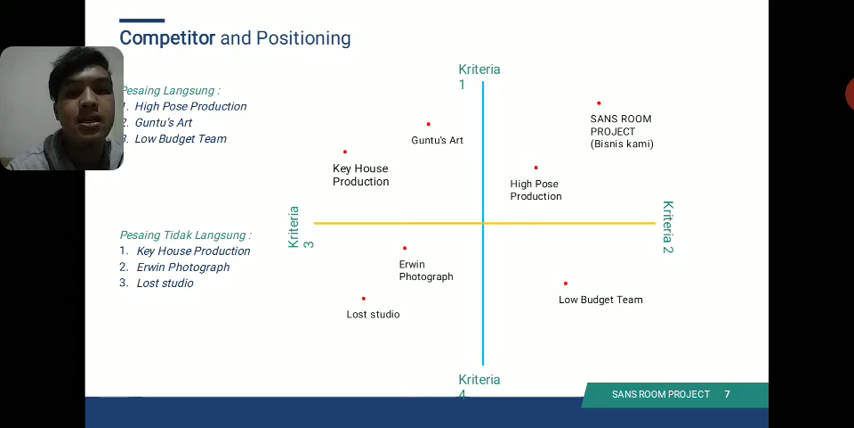 Competitor and Positioning
Pesaing Langsung :
1. High Pose Production
2. Guntu's Art
3. Low Budget Team
Pesaing Tidak Langsung :
1. Key House Production
2. Erwin Photograph
3. Lost studio
Kriteria
1
SANS ROOM
PROJECT
(Bisnis kami)
Guntu's Art
Key House
Production
High Pose
Production
Kriteria
3
Kriteria 2
Erwin
Photograph
Low Budget Team
Lost studio
Kriteria
4
SANS ROOM PROJECT 7